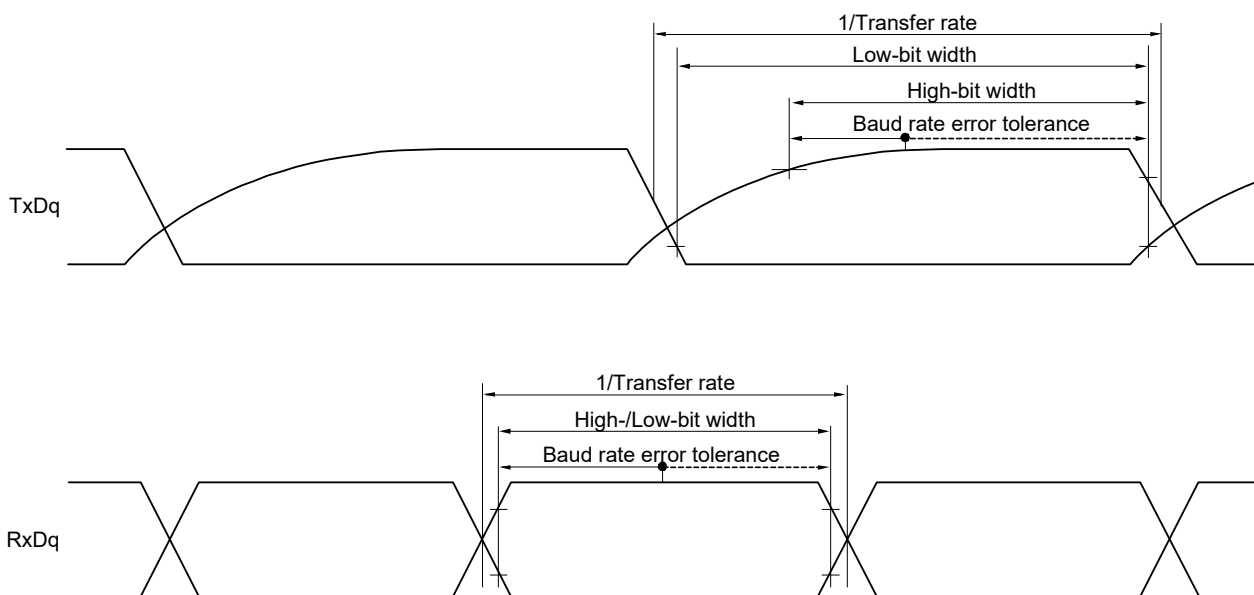 1/Transfer rate
Low-bit width
High-bit width
Baud rate error tolerance
TxDq
1/Transfer rate
High-/Low-bit width
Baud rate error tolerance
RxDq